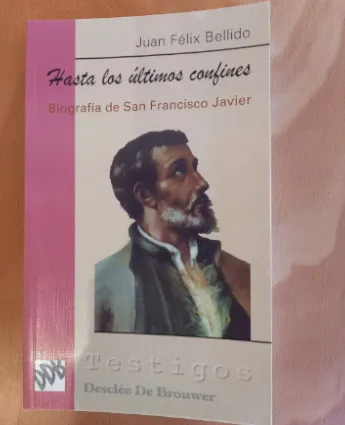 Juan Félix Bellido
Hasta los últimos confines
Biografía de San Francisco Javier
Testigos
Desclée De Brouwer